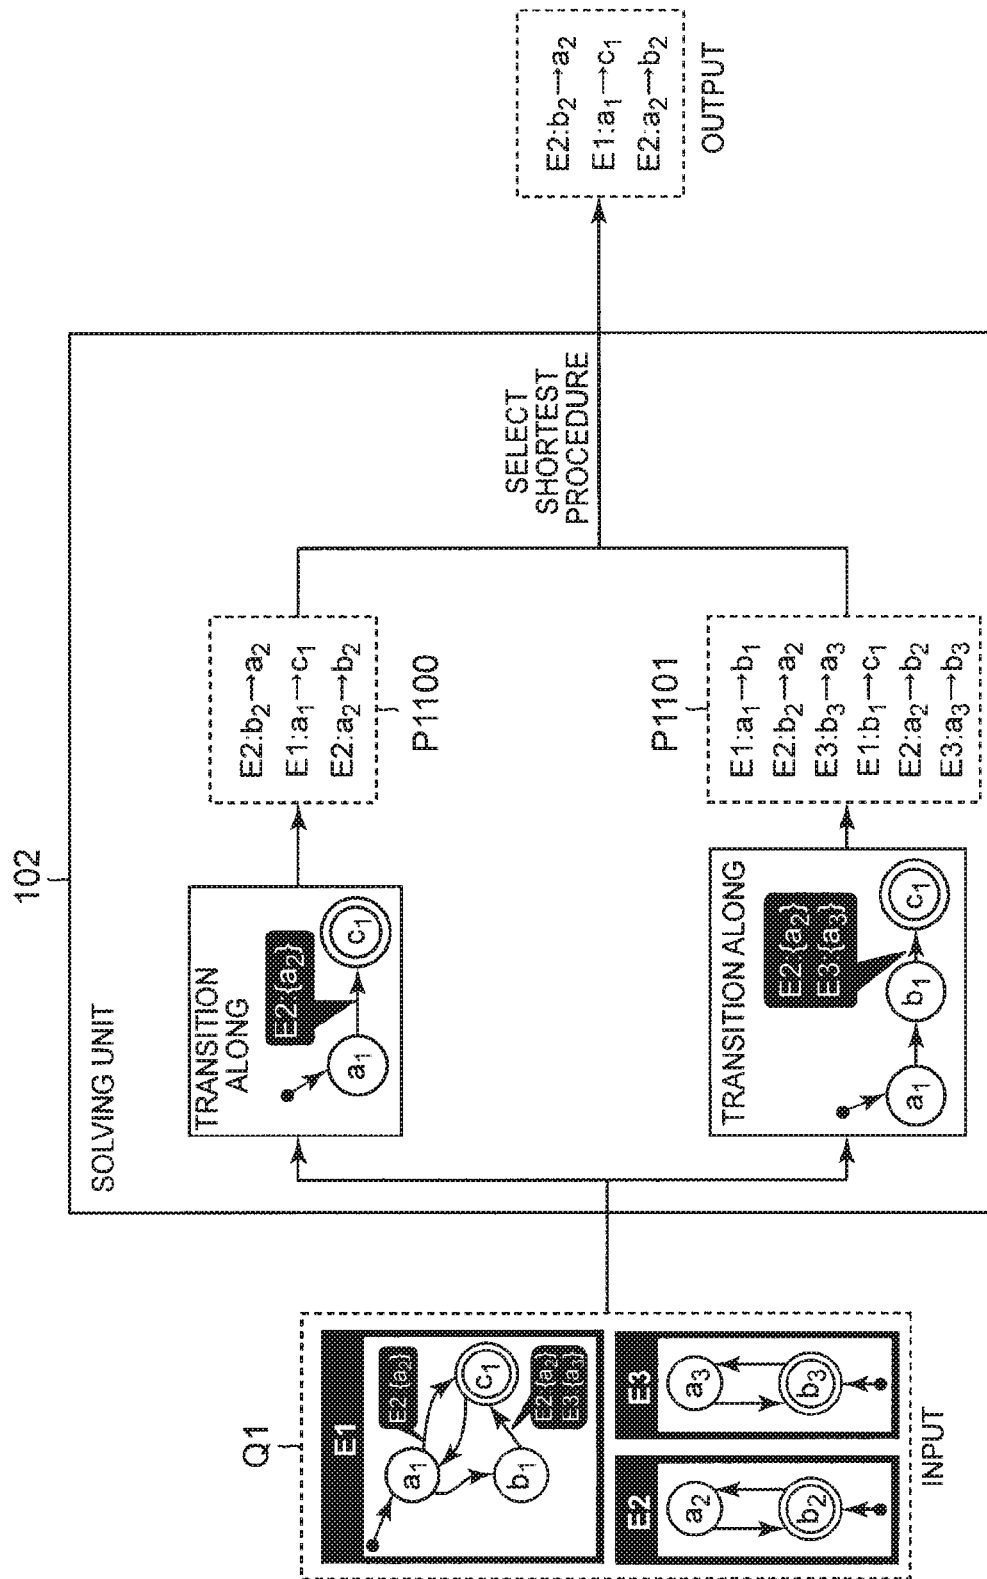 102
SOLVING UNIT
Q1
E1
a₁
E2:{a₂}
c₁
b₁
E2:{a₂}
E3:{a₃}
E2
a₂
b₂
E3
a₃
b₃
INPUT
TRANSITION
ALONG
E2:{a₂}
a₁
c₁
E2:b₂→a₂
E1:a₁→c₁
E2:a₂→b₂
P1100
TRANSITION ALONG
E2:{a₂}
E3:{a₃}
a₁
b₁
c₁
P1101
E1:a₁→b₁
E2:b₂→a₂
E3:b₃→a₃
E1:b₁→c₁
E2:a₂→b₂
E3:a₃→b₃
SELECT
SHORTEST
PROCEDURE
E2:b₂→a₂
E1:a₁→c₁
E2:a₂→b₂
OUTPUT